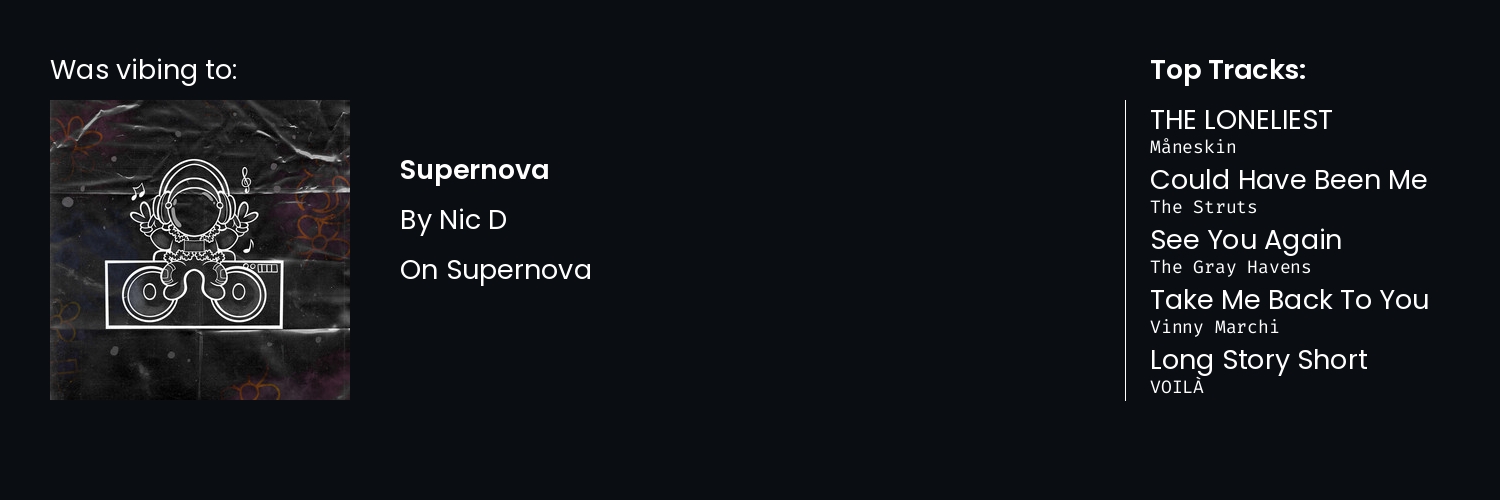 Was vibing to:
Supernova
By Nic D
On Supernova
Top Tracks:
THE LONELIEST
Måneskin
Could Have Been Me
The Struts
See You Again
The Gray Havens
Take Me Back To You
Vinny Marchi
Long Story Short
VOILÀ